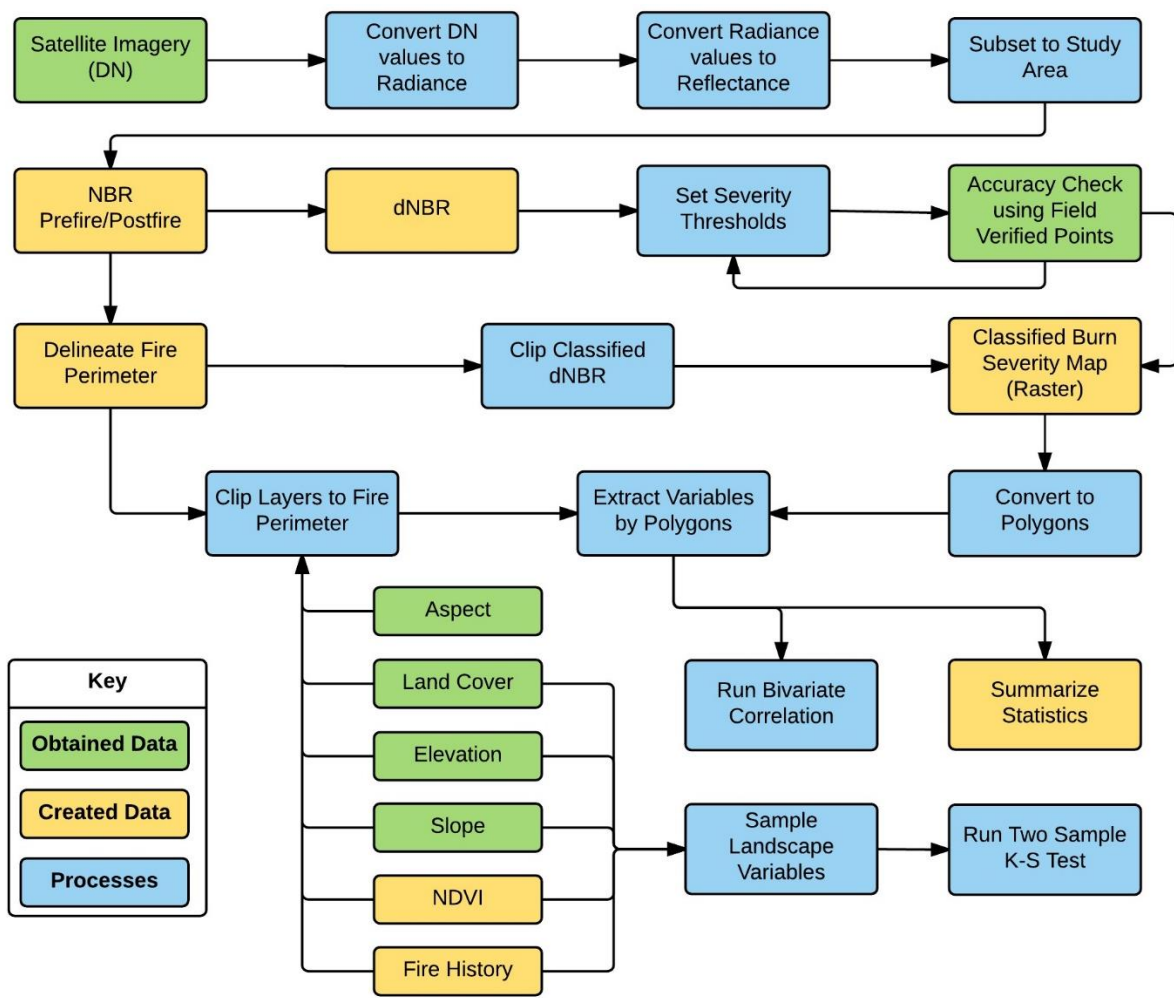 Satellite Imagery
(DN)
Convert DN
values to
Radiance
Convert Radiance
values to
Reflectance
Subset to Study
Area
NBR
Prefire/Postfire
dNBR
Set Severity
Thresholds
Accuracy Check
using Field
Verified Points
Delineate Fire
Perimeter
Clip Classified
dNBR
Classified Burn
Severity Map
(Raster)
Clip Layers to Fire
Perimeter
Extract Variables
by Polygons
Convert to
Polygons
Aspect
Land Cover
Elevation
Slope
NDVI
Fire History
Run Bivariate
Correlation
Summarize
Statistics
Sample
Landscape
Variables
Run Two Sample
K-S Test
Key
Obtained Data
Created Data
Processes